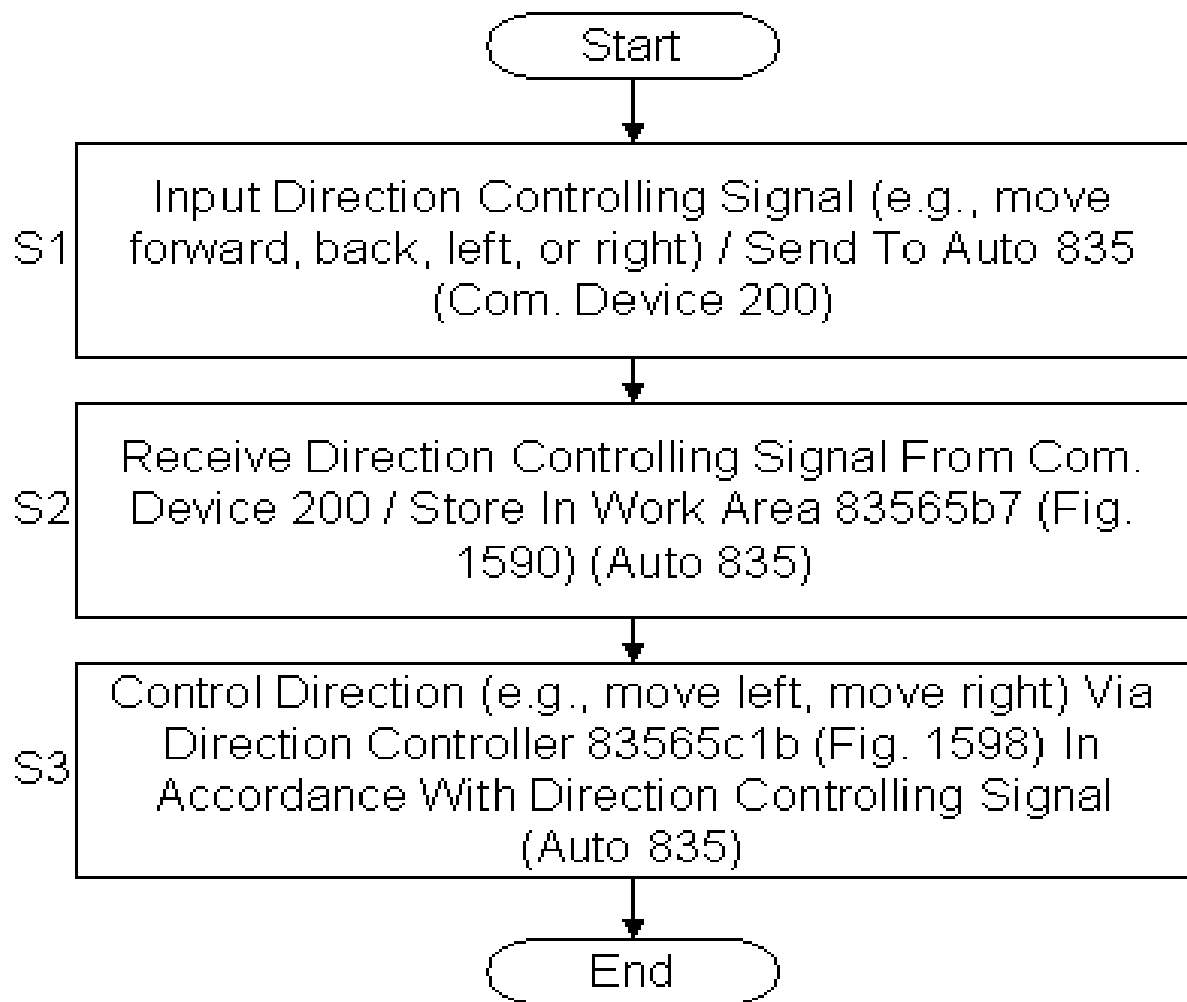 Start
Input Direction Controlling Signal (e.g., move
forward, back, left, or right) / Send To Auto 835
(Com. Device 200)
S1
Receive Direction Controlling Signal From Com.
Device 200 / Store In Work Area 83565b7 (Fig.
1590) (Auto 835)
S2
Control Direction (e.g., move left, move right) Via
Direction Controller 83565c1b (Fig. 1598) In
Accordance With Direction Controlling Signal
(Auto 835)
S3
End